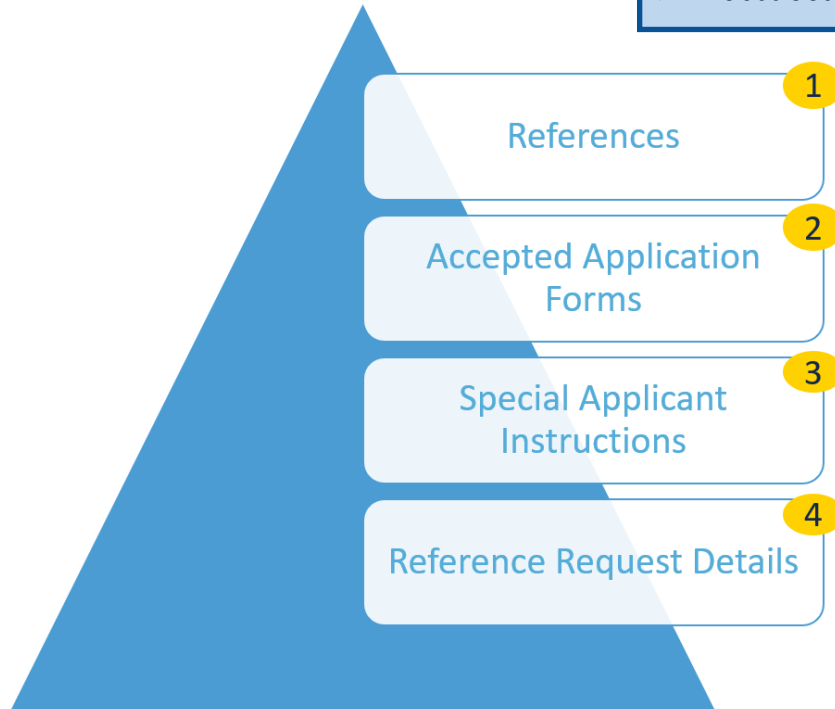 1
References
2
Accepted Application
Forms
3
Special Applicant
Instructions
4
Reference Request Details